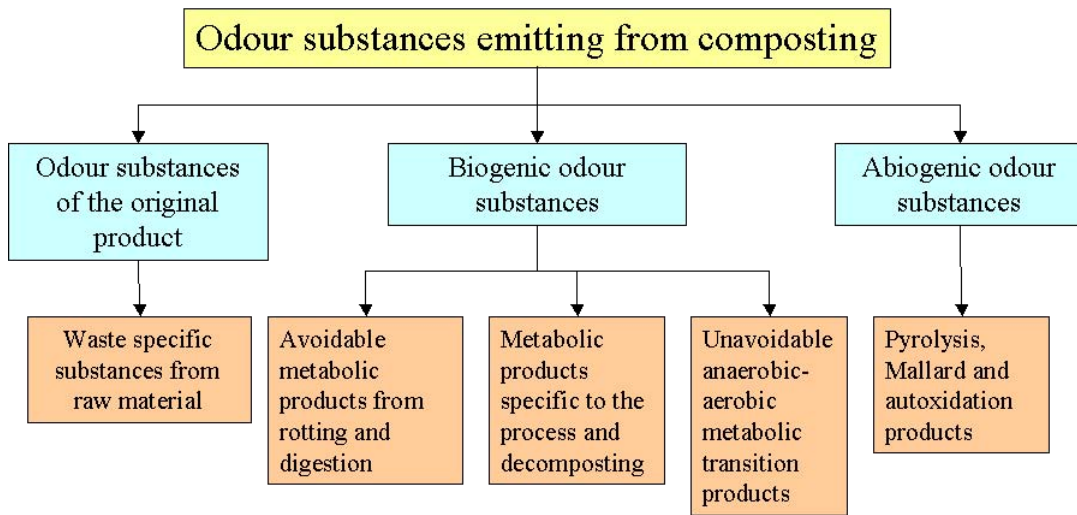 Odour substances emitting from composting
Odour substances
of the original
product
Biogenic odour
substances
Abiogenic odour
substances
Waste specific
substances from
raw material
Avoidable
metabolic
products from
rotting and
digestion
Metabolic
products
specific to the
process and
decomposting
Unavoidable
anaerobic-
aerobic
metabolic
transition
products
Pyrolysis,
Mallard and
autoxidation
products